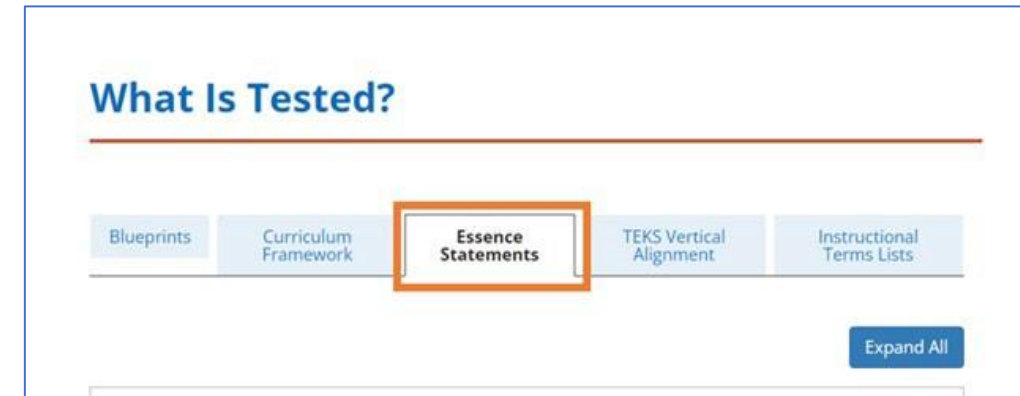 What Is Tested?
Blueprints
Curriculum
Framework
Essence
Statements
TEKS Vertical
Alignment
Instructional
Terms Lists
Expand All